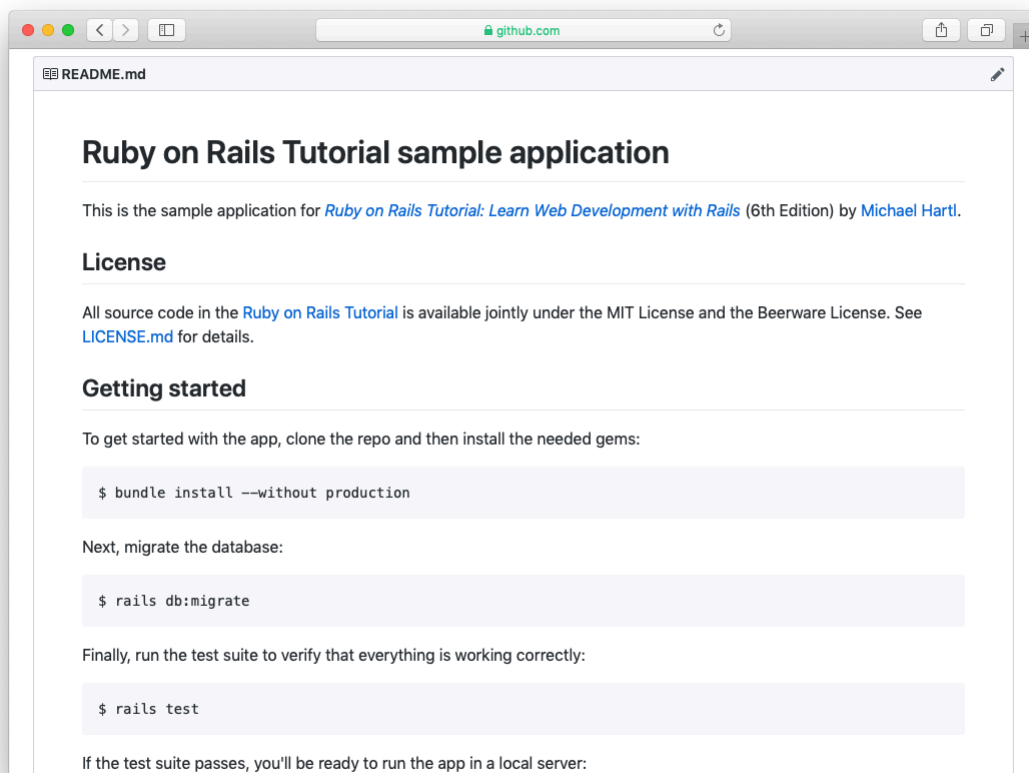 github.com
README.md
Ruby on Rails Tutorial sample application
This is the sample application for Ruby on Rails Tutorial: Learn Web Development with Rails (6th Edition) by Michael Hartl.
License
All source code in the Ruby on Rails Tutorial is available jointly under the MIT License and the Beerware License. See
LICENSE.md for details.
Getting started
To get started with the app, clone the repo and then install the needed gems:
$ bundle install --without production
Next, migrate the database:
$ rails db:migrate
Finally, run the test suite to verify that everything is working correctly:
$ rails test
If the test suite passes, you'll be ready to run the app in a local server: